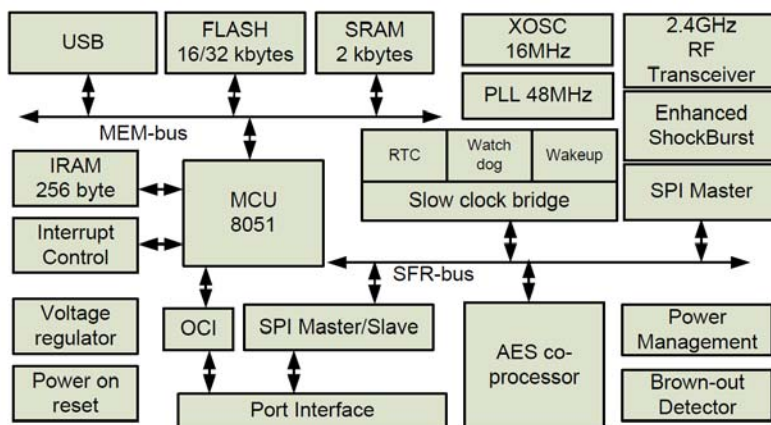 USB
FLASH
16/32 kbytes
SRAM
2 kbytes
XOSC
16MHz
2.4GHz
RF
Transceiver
PLL 48MHz
Enhanced
ShockBurst
MEM-bus
RTC
Watch
dog
Wakeup
IRAM
256 byte
MCU
8051
Slow clock bridge
SPI Master
Interrupt
Control
SFR-bus
Voltage
regulator
OCI
SPI Master/Slave
AES co-
processor
Power
Management
Power on
reset
Port Interface
Brown-out
Detector